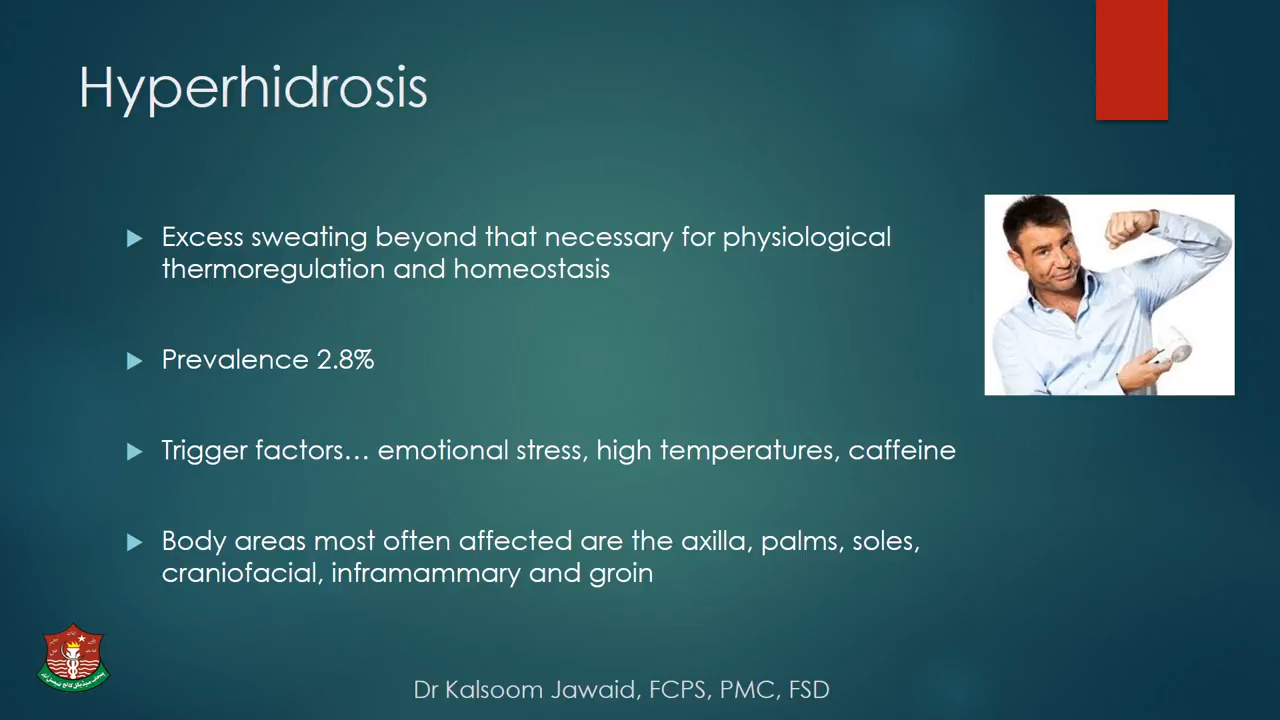 Hyperhidrosis
Excess sweating beyond that necessary for physiological
thermoregulation and homeostasis
Prevalence 2.8%
Trigger factors… emotional stress, high temperatures, caffeine
Body areas most often affected are the axilla, palms, soles,
craniofacial, inframammary and groin
Dr Kalsoom Jawaid, FCPS, PMC, FSD